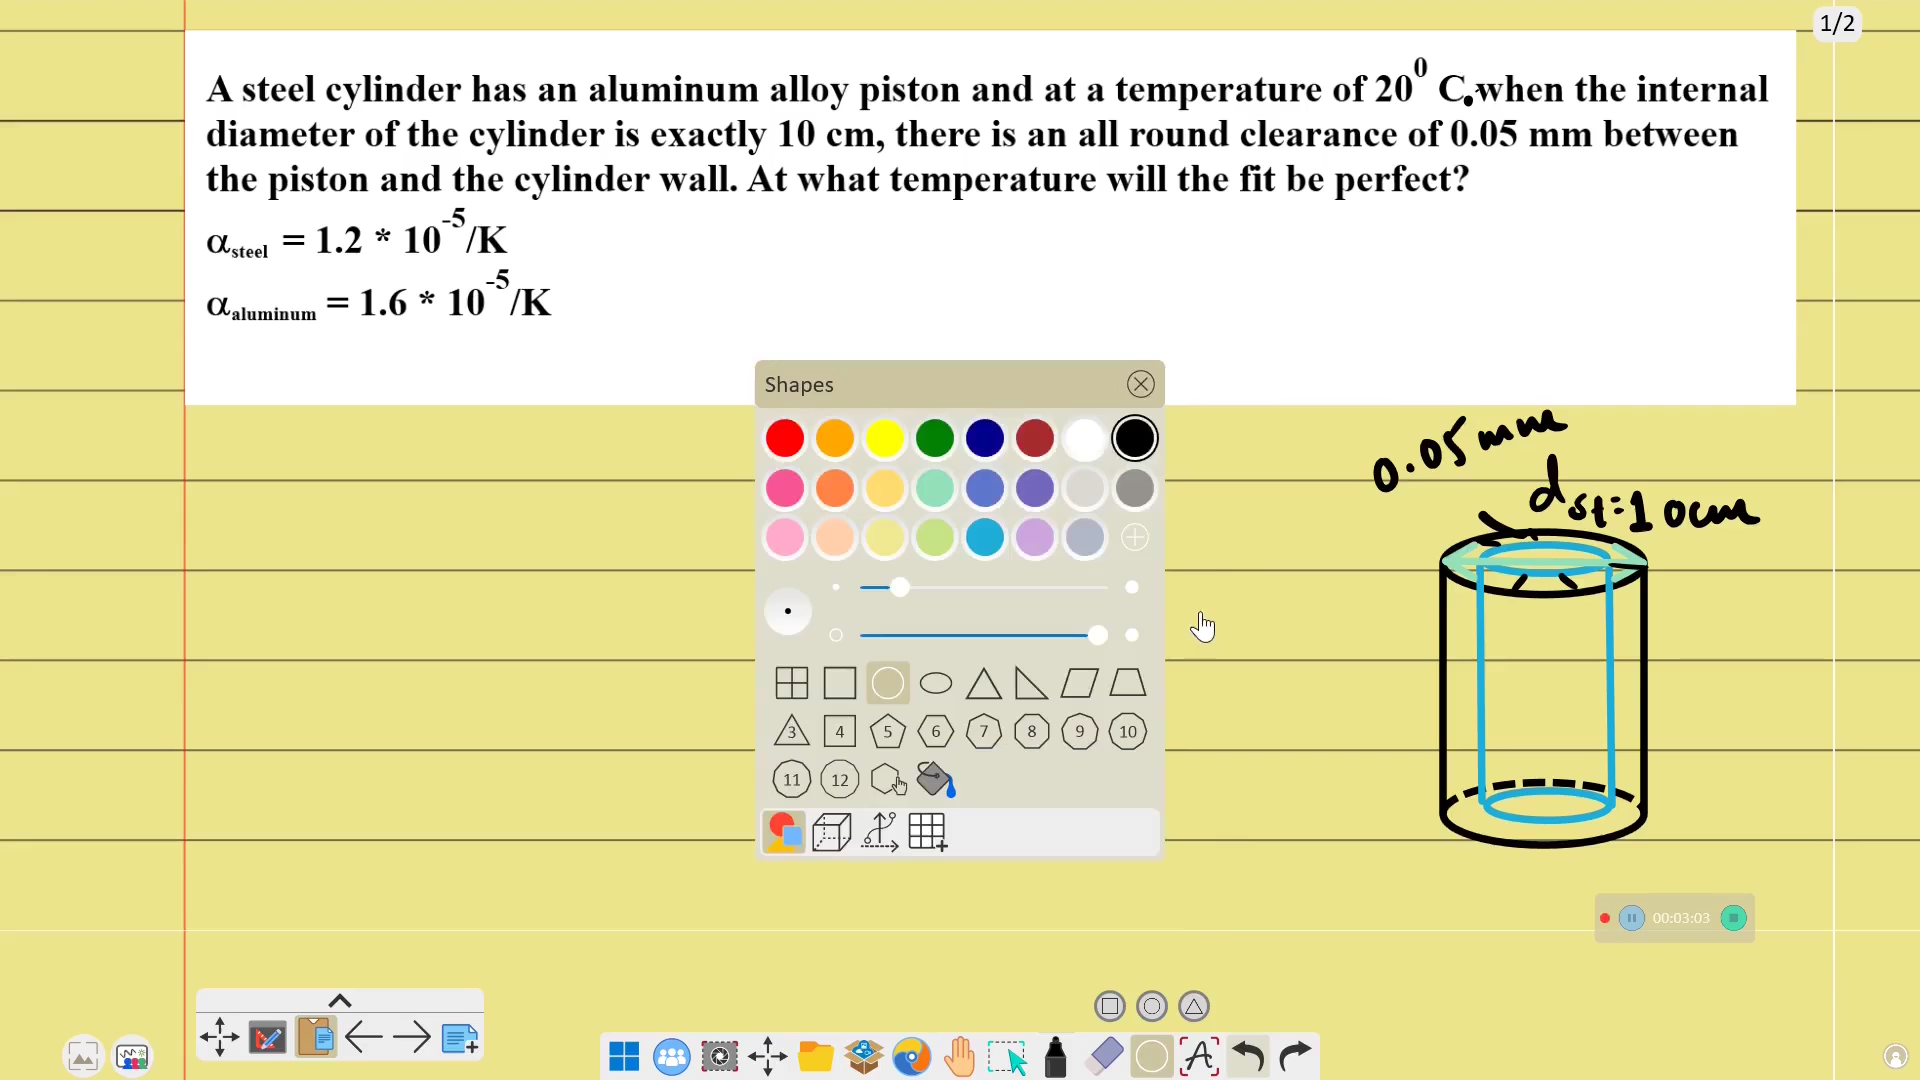 1/2
A steel cylinder has an aluminum alloy piston and at a temperature of 20⁰ C.when the internal
diameter of the cylinder is exactly 10 cm, there is an all round clearance of 0.05 mm between
the piston and the cylinder wall. At what temperature will the fit be perfect?
αsteel = 1.2 * 10⁻⁵/K
αaluminum = 1.6 * 10⁻⁵/K
Shapes
0.05mm
dst=10cm
3 4 5 6 7 8 9 10
11 12
00:03:03